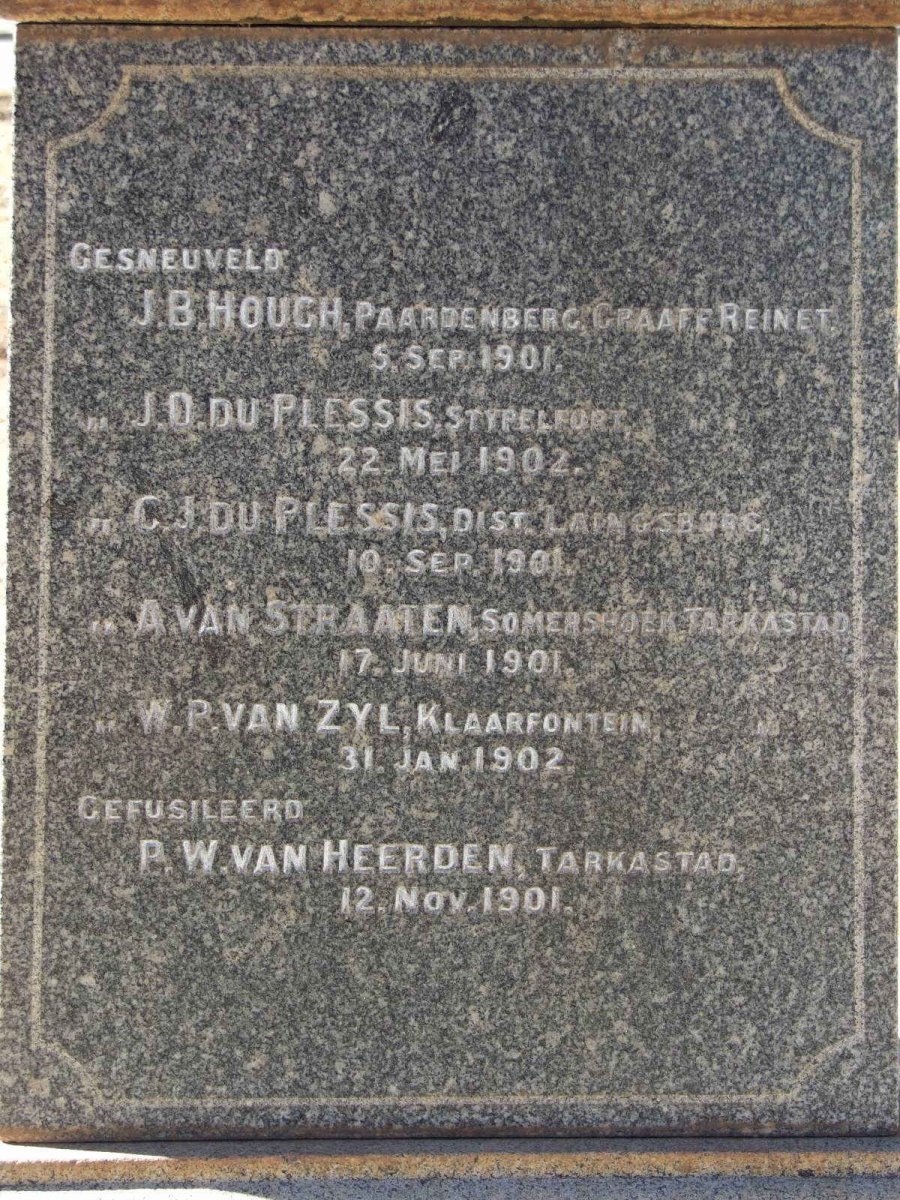 GESNEUVELD
J.B. HOUGH, PAARDENBERG, GRAAFF REINET,
5. SEP. 1901.
„ J.O. DU PLESSIS, STYPELFORT,
22. MEI 1902.
„ C.J. DU PLESSIS, DIST. LAINGSBURG,
10. SEP. 1901.
„ A. VAN STRAATEN, SOMERSHOEK TARKASTAD
17. JUNI 1901.
„ W.P. VAN ZYL, KLAARFONTEIN, „
31. JAN. 1902.
GEFUSILEERD
P.W. VAN HEERDEN, TARKASTAD,
12. NOV. 1901.